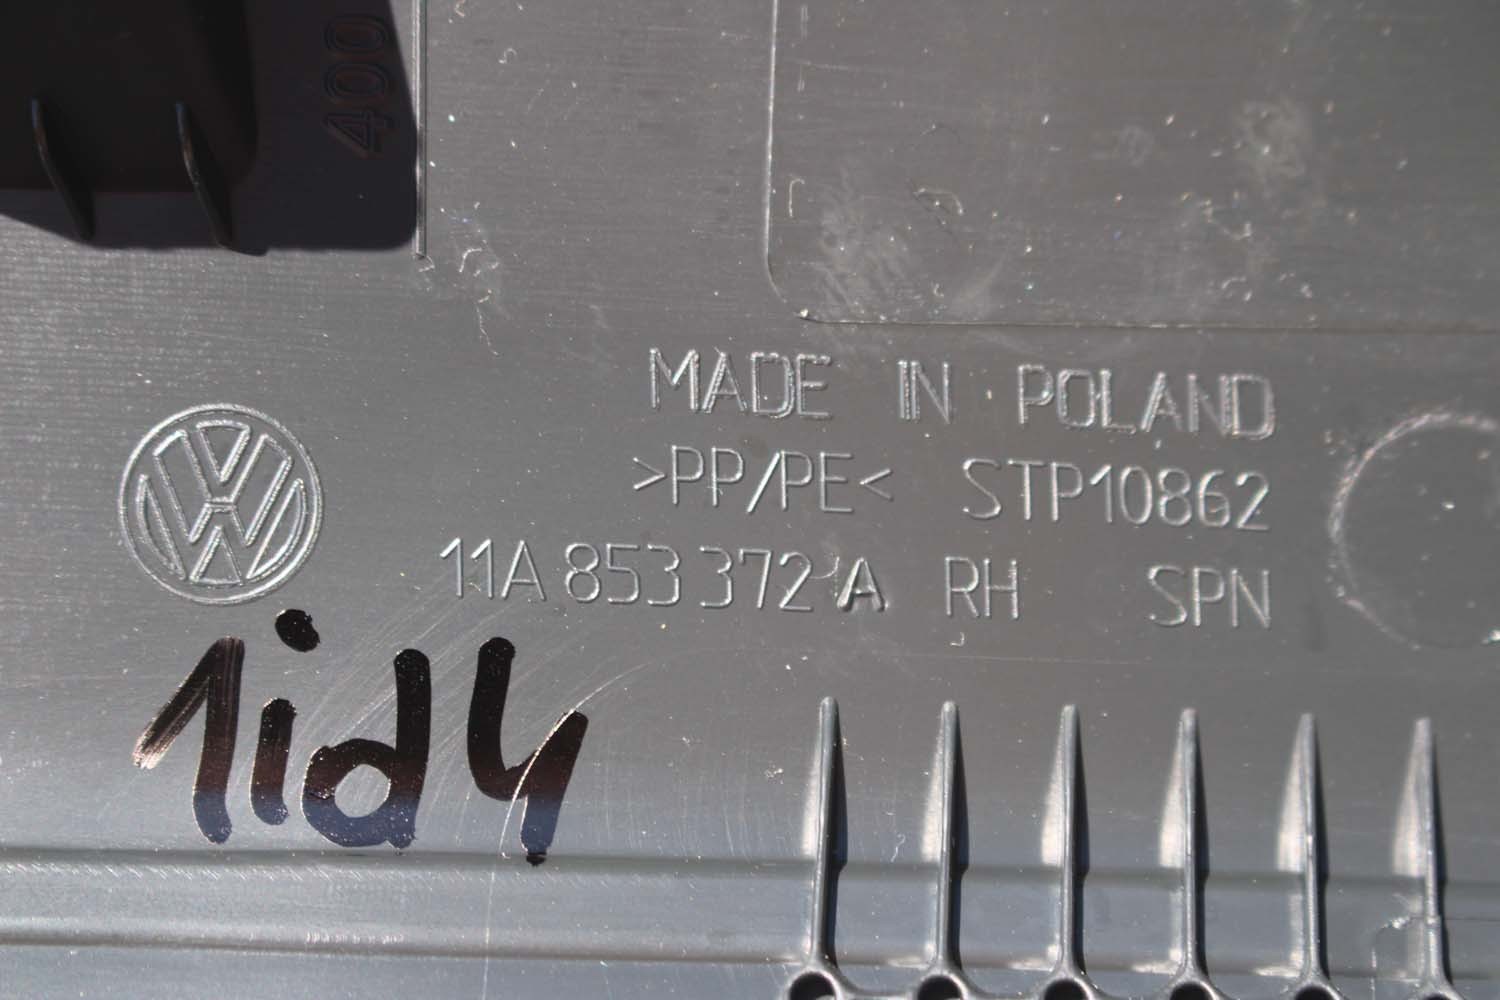 400
MADE IN POLAND
>PP/PE< STP10862
11A 853 372 A RH SPN
1id4